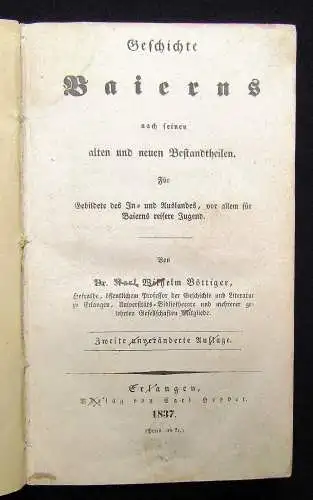 Geschichte
Baierns
nach seinen
alten und neuen Bestandtheilen.
Für
Gebildete des In- und Auslandes, vor allem für
Baierns reifere Jugend.
Von
Dr. Karl Wilhelm Böttiger,
Hofrathe, öffentlichem Professor der Geschichte und Literatur
zu Erlangen, Universitäts-Bibliothecare und mehrerer ge-
lehrten Gesellschaften Mitgliede.
Zweite unveränderte Auflage.
Erlangen,
Verlag von Carl Heyder.
1837.
(Preis